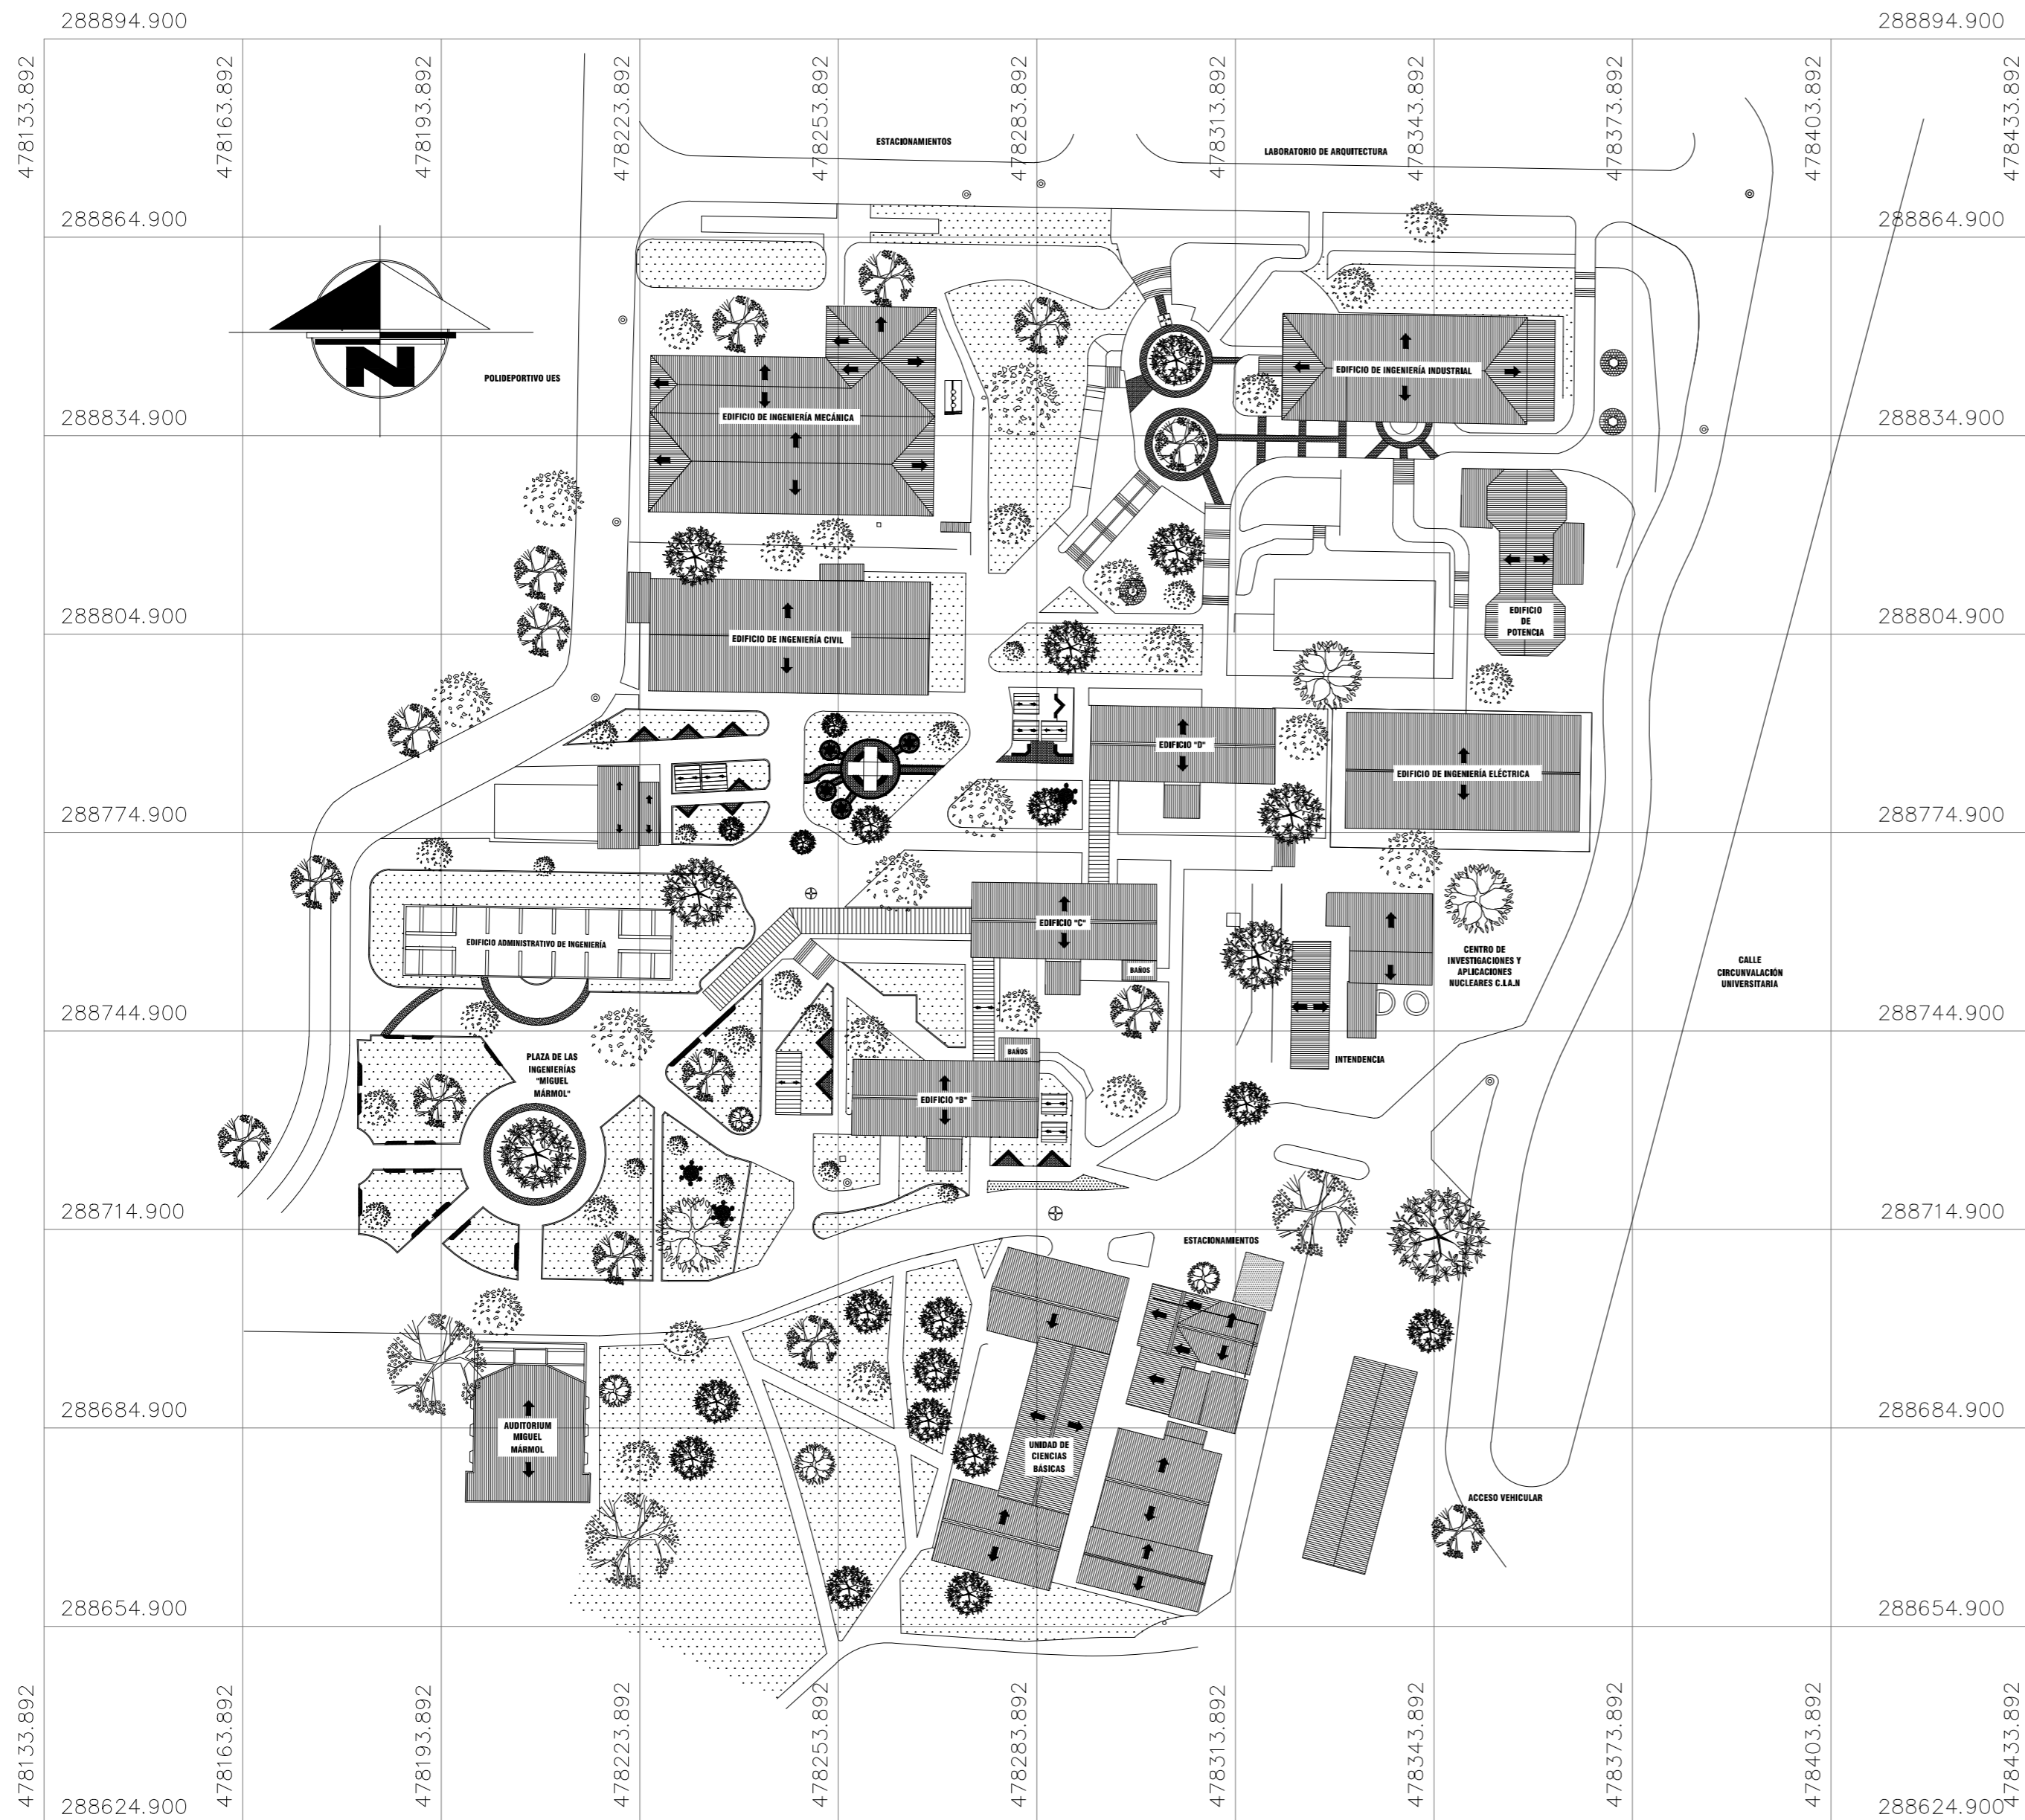 288894.900
288894.900
478133.892
478163.892
478193.892
478223.892
478253.892
478283.892
478313.892
478343.892
478373.892
478403.892
478433.892
ESTACIONAMIENTOS
LABORATORIO DE ARQUITECTURA
288864.900
288864.900
N
POLIDEPORTIVO UES
EDIFICIO DE INGENIERÍA MECÁNICA
EDIFICIO DE INGENIERÍA INDUSTRIAL
288834.900
288834.900
EDIFICIO
DE
POTENCIA
288804.900
288804.900
EDIFICIO DE INGENIERÍA CIVIL
EDIFICIO "D"
EDIFICIO DE INGENIERÍA ELÉCTRICA
288774.900
288774.900
EDIFICIO ADMINISTRATIVO DE INGENIERÍA
EDIFICIO "C"
BAÑOS
CENTRO DE
INVESTIGACIONES Y
APLICACIONES
NUCLEARES C.I.A.N
CALLE
CIRCUNVALACIÓN
UNIVERSITARIA
288744.900
288744.900
PLAZA DE LAS
INGENIERÍAS
"MIGUEL
MÁRMOL"
BAÑOS
INTENDENCIA
EDIFICIO "B"
288714.900
288714.900
ESTACIONAMIENTOS
288684.900
288684.900
AUDITORIUM
MIGUEL
MÁRMOL
UNIDAD DE
CIENCIAS
BÁSICAS
ACCESO VEHICULAR
288654.900
288654.900
478133.892
478163.892
478193.892
478223.892
478253.892
478283.892
478313.892
478343.892
478373.892
478403.892
478433.892
288624.900
288624.900